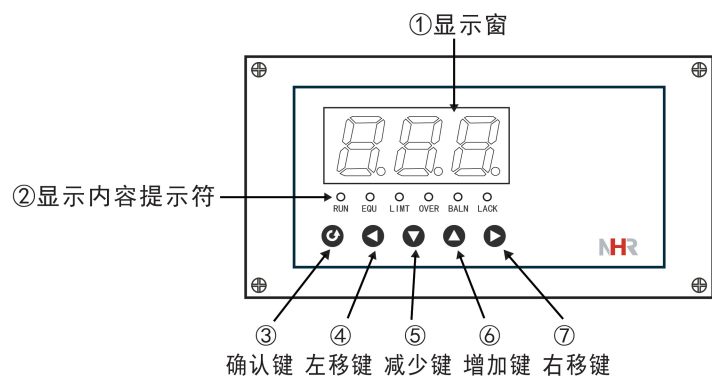 ①显示窗
②显示内容提示符
RUN EQU LIMT OVER BALN LACK
NHR
③ ④ ⑤ ⑥ ⑦
确认键 左移键 减少键 增加键 右移键